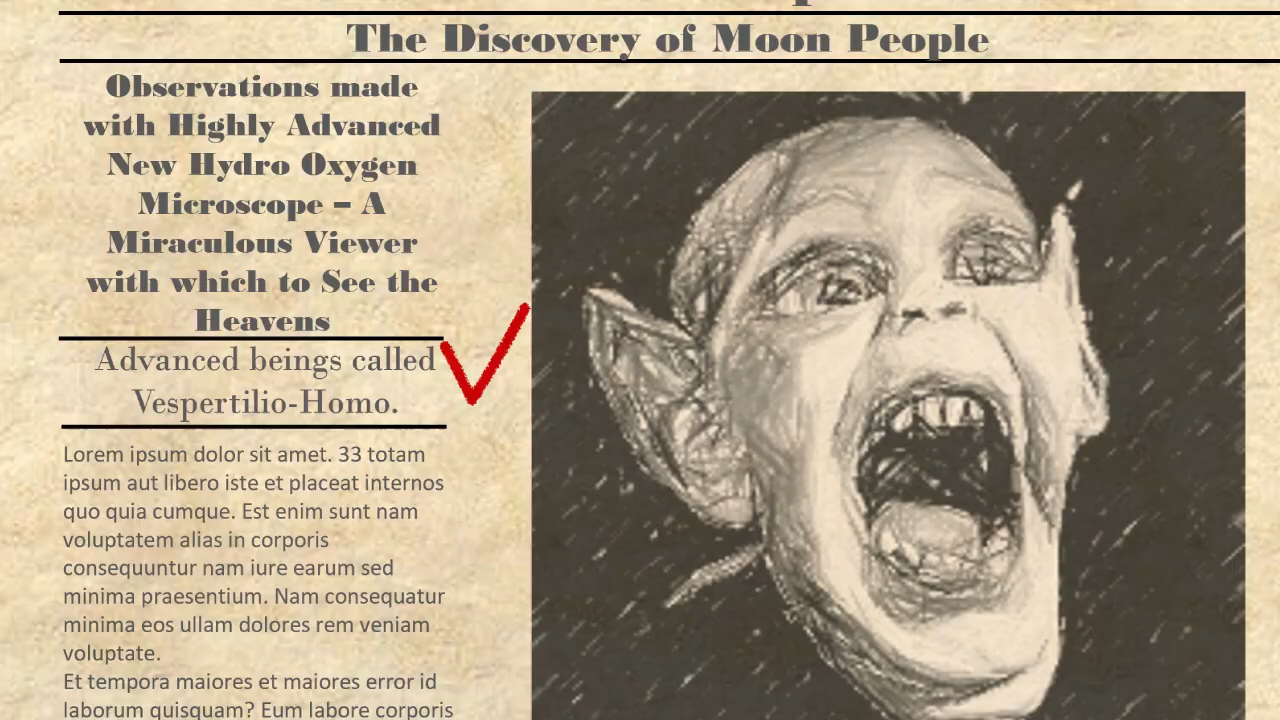 The Discovery of Moon People
Observations made
with Highly Advanced
New Hydro Oxygen
Microscope – A
Miraculous Viewer
with which to See the
Heavens
Advanced beings called
Vespertilio-Homo.
Lorem ipsum dolor sit amet. 33 totam
ipsum aut libero iste et placeat internos
quo quia cumque. Est enim sunt nam
voluptatem alias in corporis
consequuntur nam iure earum sed
minima praesentium. Nam consequatur
minima eos ullam dolores rem veniam
voluptate.
Et tempora maiores et maiores error id
laborum quisquam? Eum labore corporis